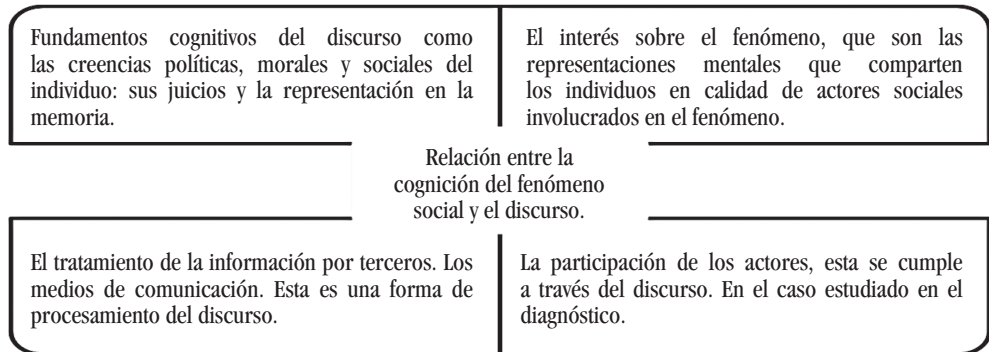 Fundamentos cognitivos del discurso como
las creencias políticas, morales y sociales del
individuo: sus juicios y la representación en la
memoria.
El interés sobre el fenómeno, que son las
representaciones mentales que comparten
los individuos en calidad de actores sociales
involucrados en el fenómeno.
Relación entre la
cognición del fenómeno
social y el discurso.
El tratamiento de la información por terceros. Los
medios de comunicación. Esta es una forma de
procesamiento del discurso.
La participación de los actores, esta se cumple
a través del discurso. En el caso estudiado en el
diagnóstico.